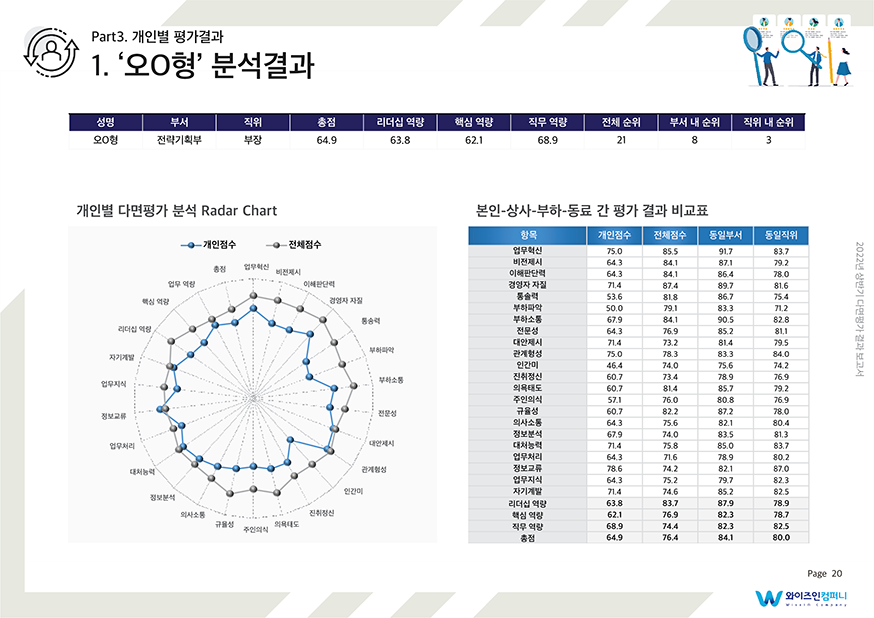 Part3. 개인별 평가결과
1. ‘오O형’ 분석결과
성명 부서 직위 총점 리더십 역량 핵심 역량 직무 역량 전체 순위 부서 내 순위 직위 내 순위
오O형 전략기획부 부장 64.9 63.8 62.1 68.9 21 8 3
개인별 다면평가 분석 Radar Chart
개인점수 전체점수
업무혁신
비전제시
이해판단력
경영자 자질
통솔력
부하파악
부하소통
전문성
대안제시
관계형성
인간미
진취정신
의욕태도
주인의식
규율성
의사소통
정보분석
대처능력
업무처리
정보교류
업무지식
자기계발
리더십 역량
핵심 역량
업무 역량
총점
본인-상사-부하-동료 간 평가 결과 비교표
항목 개인점수 전체점수 동일부서 동일직위
업무혁신 75.0 85.5 91.7 83.7
비전제시 64.3 84.1 87.1 79.2
이해판단력 64.3 84.1 86.4 78.0
경영자 자질 71.4 87.4 89.7 81.6
통솔력 53.6 81.8 86.7 75.4
부하파악 50.0 79.1 83.3 71.2
부하소통 67.9 84.1 90.5 82.8
전문성 64.3 76.9 85.2 81.1
대안제시 71.4 73.2 81.4 79.5
관계형성 75.0 78.3 83.3 84.0
인간미 46.4 74.0 75.6 74.2
진취정신 60.7 73.4 78.9 76.9
의욕태도 60.7 81.4 85.7 79.2
주인의식 57.1 76.0 80.8 76.9
규율성 60.7 82.2 87.2 78.0
의사소통 64.3 75.6 82.1 80.4
정보분석 67.9 74.0 83.5 81.3
대처능력 71.4 75.8 85.0 83.7
업무처리 64.3 71.6 78.9 80.2
정보교류 78.6 74.2 82.1 87.0
업무지식 64.3 75.2 79.7 82.3
자기계발 71.4 74.6 85.2 82.5
리더십 역량 63.8 83.7 87.9 78.9
핵심 역량 62.1 76.9 82.3 78.7
직무 역량 68.9 74.4 82.3 82.5
총점 64.9 76.4 84.1 80.0
2022년 상반기 다면평가 결과 보고서
Page 20
와이즈인컴퍼니
WiseIn Company